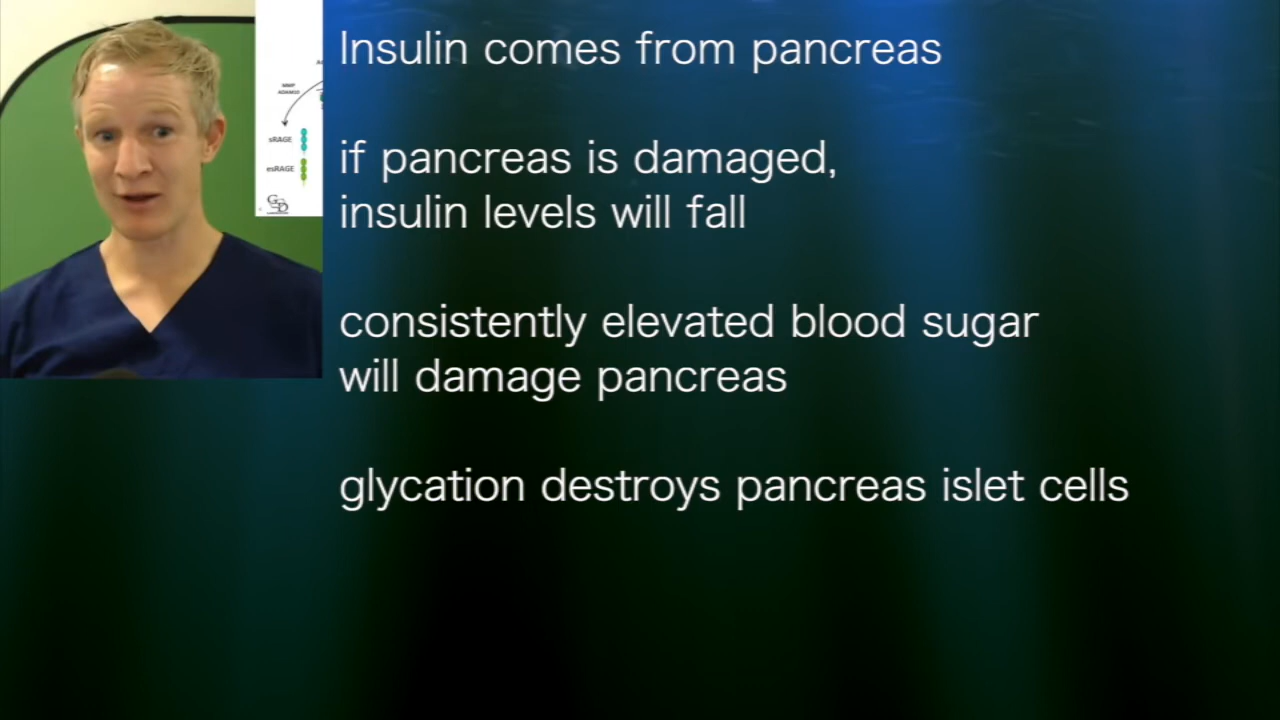 Insulin comes from pancreas
if pancreas is damaged,
insulin levels will fall
consistently elevated blood sugar
will damage pancreas
glycation destroys pancreas islet cells
sRAGE
esRAGE